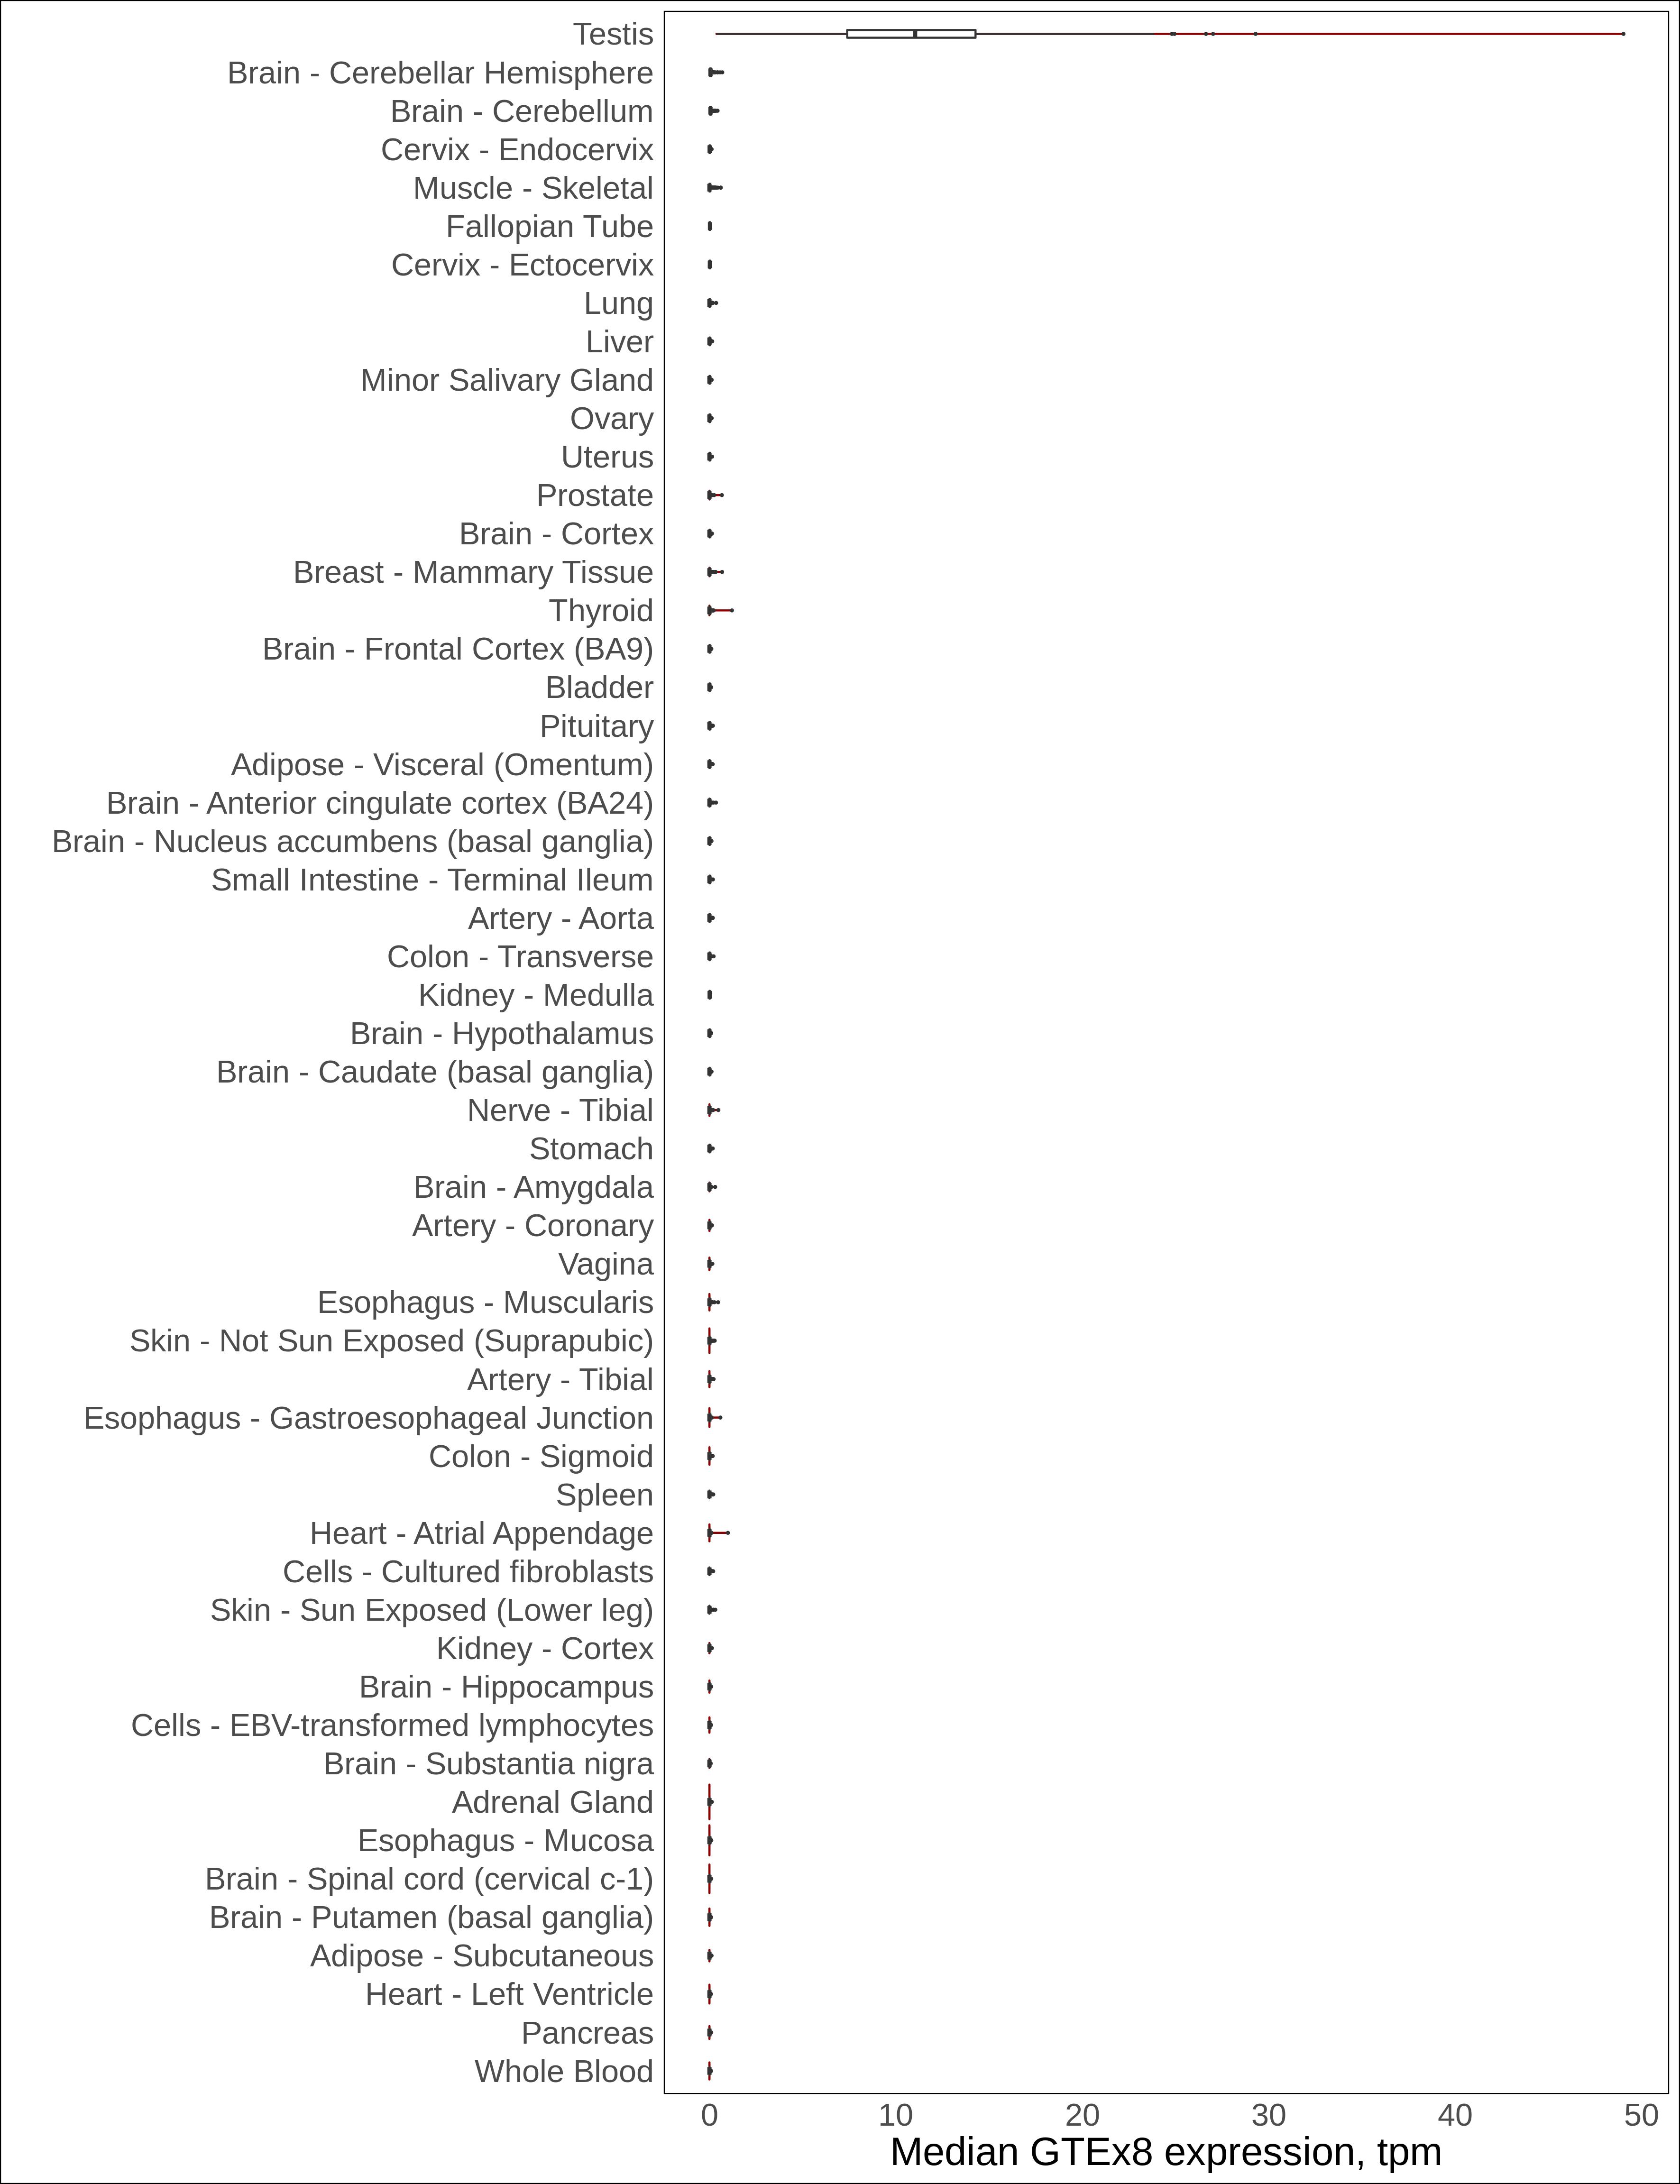 Testis
Brain - Cerebellar Hemisphere
Brain - Cerebellum
Cervix - Endocervix
Muscle - Skeletal
Fallopian Tube
Cervix - Ectocervix
Lung
Liver
Minor Salivary Gland
Ovary
Uterus
Prostate
Brain - Cortex
Breast - Mammary Tissue
Thyroid
Brain - Frontal Cortex (BA9)
Bladder
Pituitary
Adipose - Visceral (Omentum)
Brain - Anterior cingulate cortex (BA24)
Brain - Nucleus accumbens (basal ganglia)
Small Intestine - Terminal Ileum
Artery - Aorta
Colon - Transverse
Kidney - Medulla
Brain - Hypothalamus
Brain - Caudate (basal ganglia)
Nerve - Tibial
Stomach
Brain - Amygdala
Artery - Coronary
Vagina
Esophagus - Muscularis
Skin - Not Sun Exposed (Suprapubic)
Artery - Tibial
Esophagus - Gastroesophageal Junction
Colon - Sigmoid
Spleen
Heart - Atrial Appendage
Cells - Cultured fibroblasts
Skin - Sun Exposed (Lower leg)
Kidney - Cortex
Brain - Hippocampus
Cells - EBV-transformed lymphocytes
Brain - Substantia nigra
Adrenal Gland
Esophagus - Mucosa
Brain - Spinal cord (cervical c-1)
Brain - Putamen (basal ganglia)
Adipose - Subcutaneous
Heart - Left Ventricle
Pancreas
Whole Blood
0 10 20 30 40 50
Median GTEx8 expression, tpm